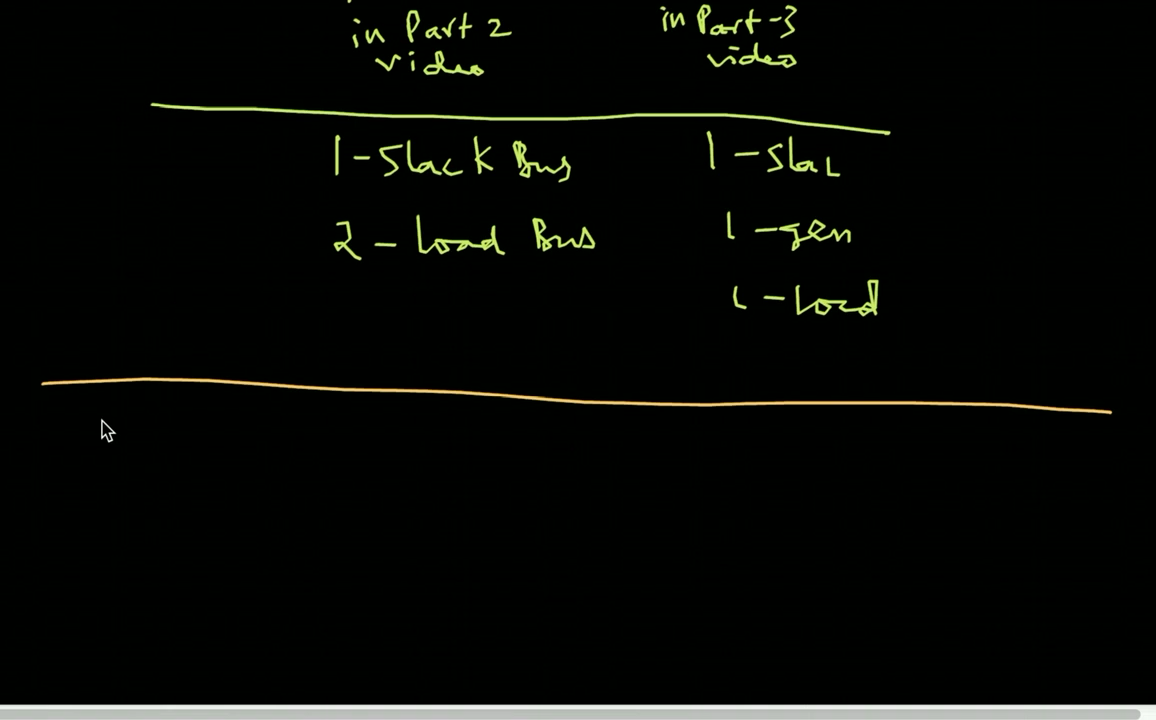 in Part 2
video
in Part-3
video
1-Slack Bus
2-Load Bus
1-slac
1-gen
1-load